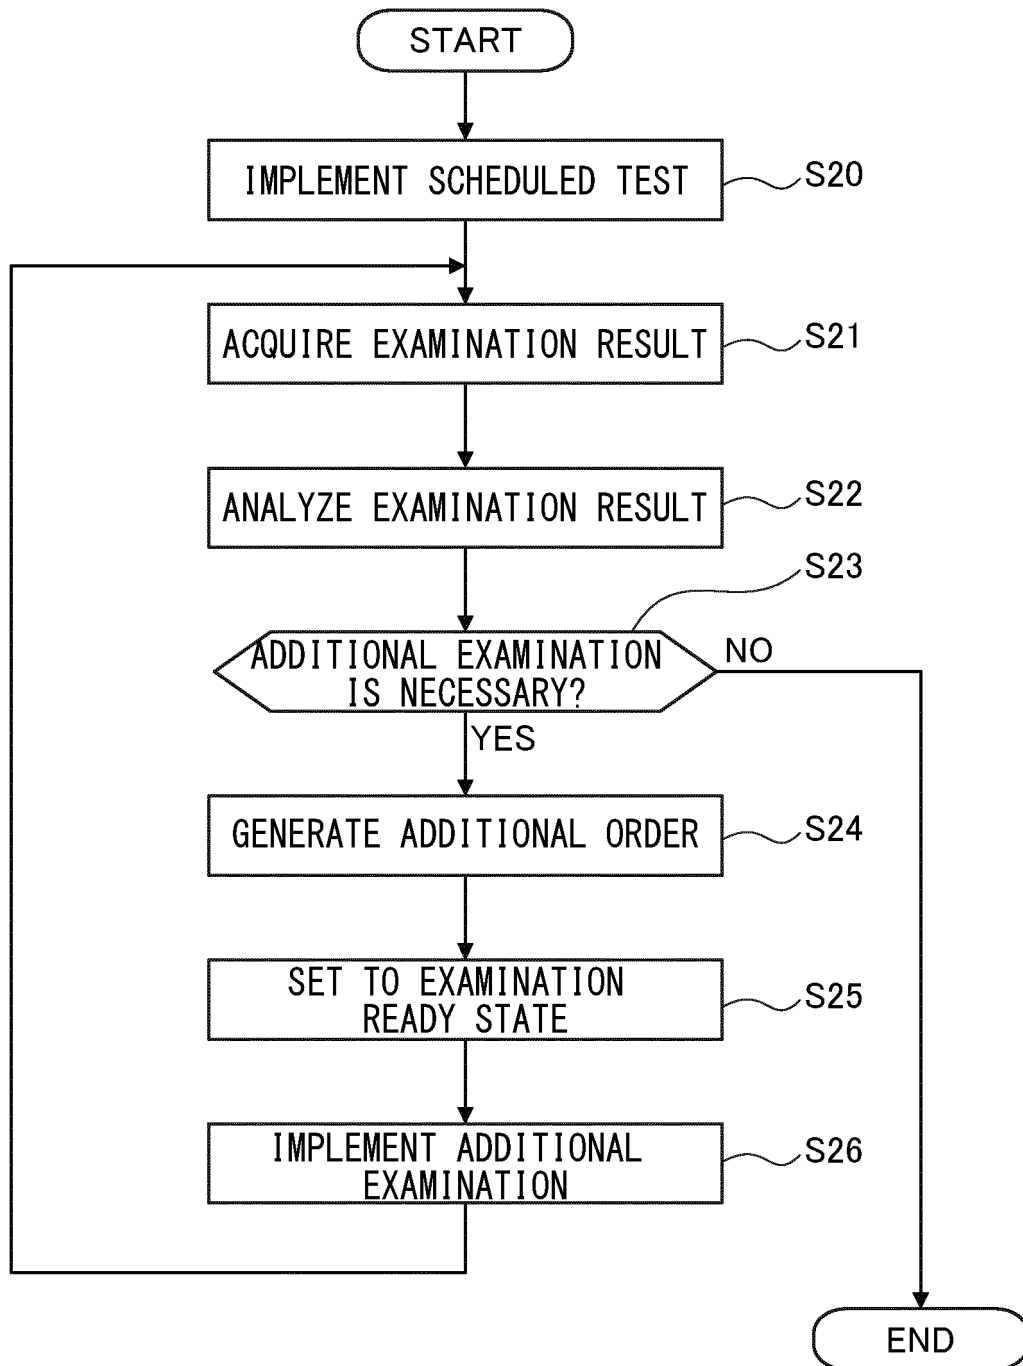 START
IMPLEMENT SCHEDULED TEST
S20
ACQUIRE EXAMINATION RESULT
S21
ANALYZE EXAMINATION RESULT
S22
S23
ADDITIONAL EXAMINATION
IS NECESSARY?
NO
YES
GENERATE ADDITIONAL ORDER
S24
SET TO EXAMINATION
READY STATE
S25
IMPLEMENT ADDITIONAL
EXAMINATION
S26
END